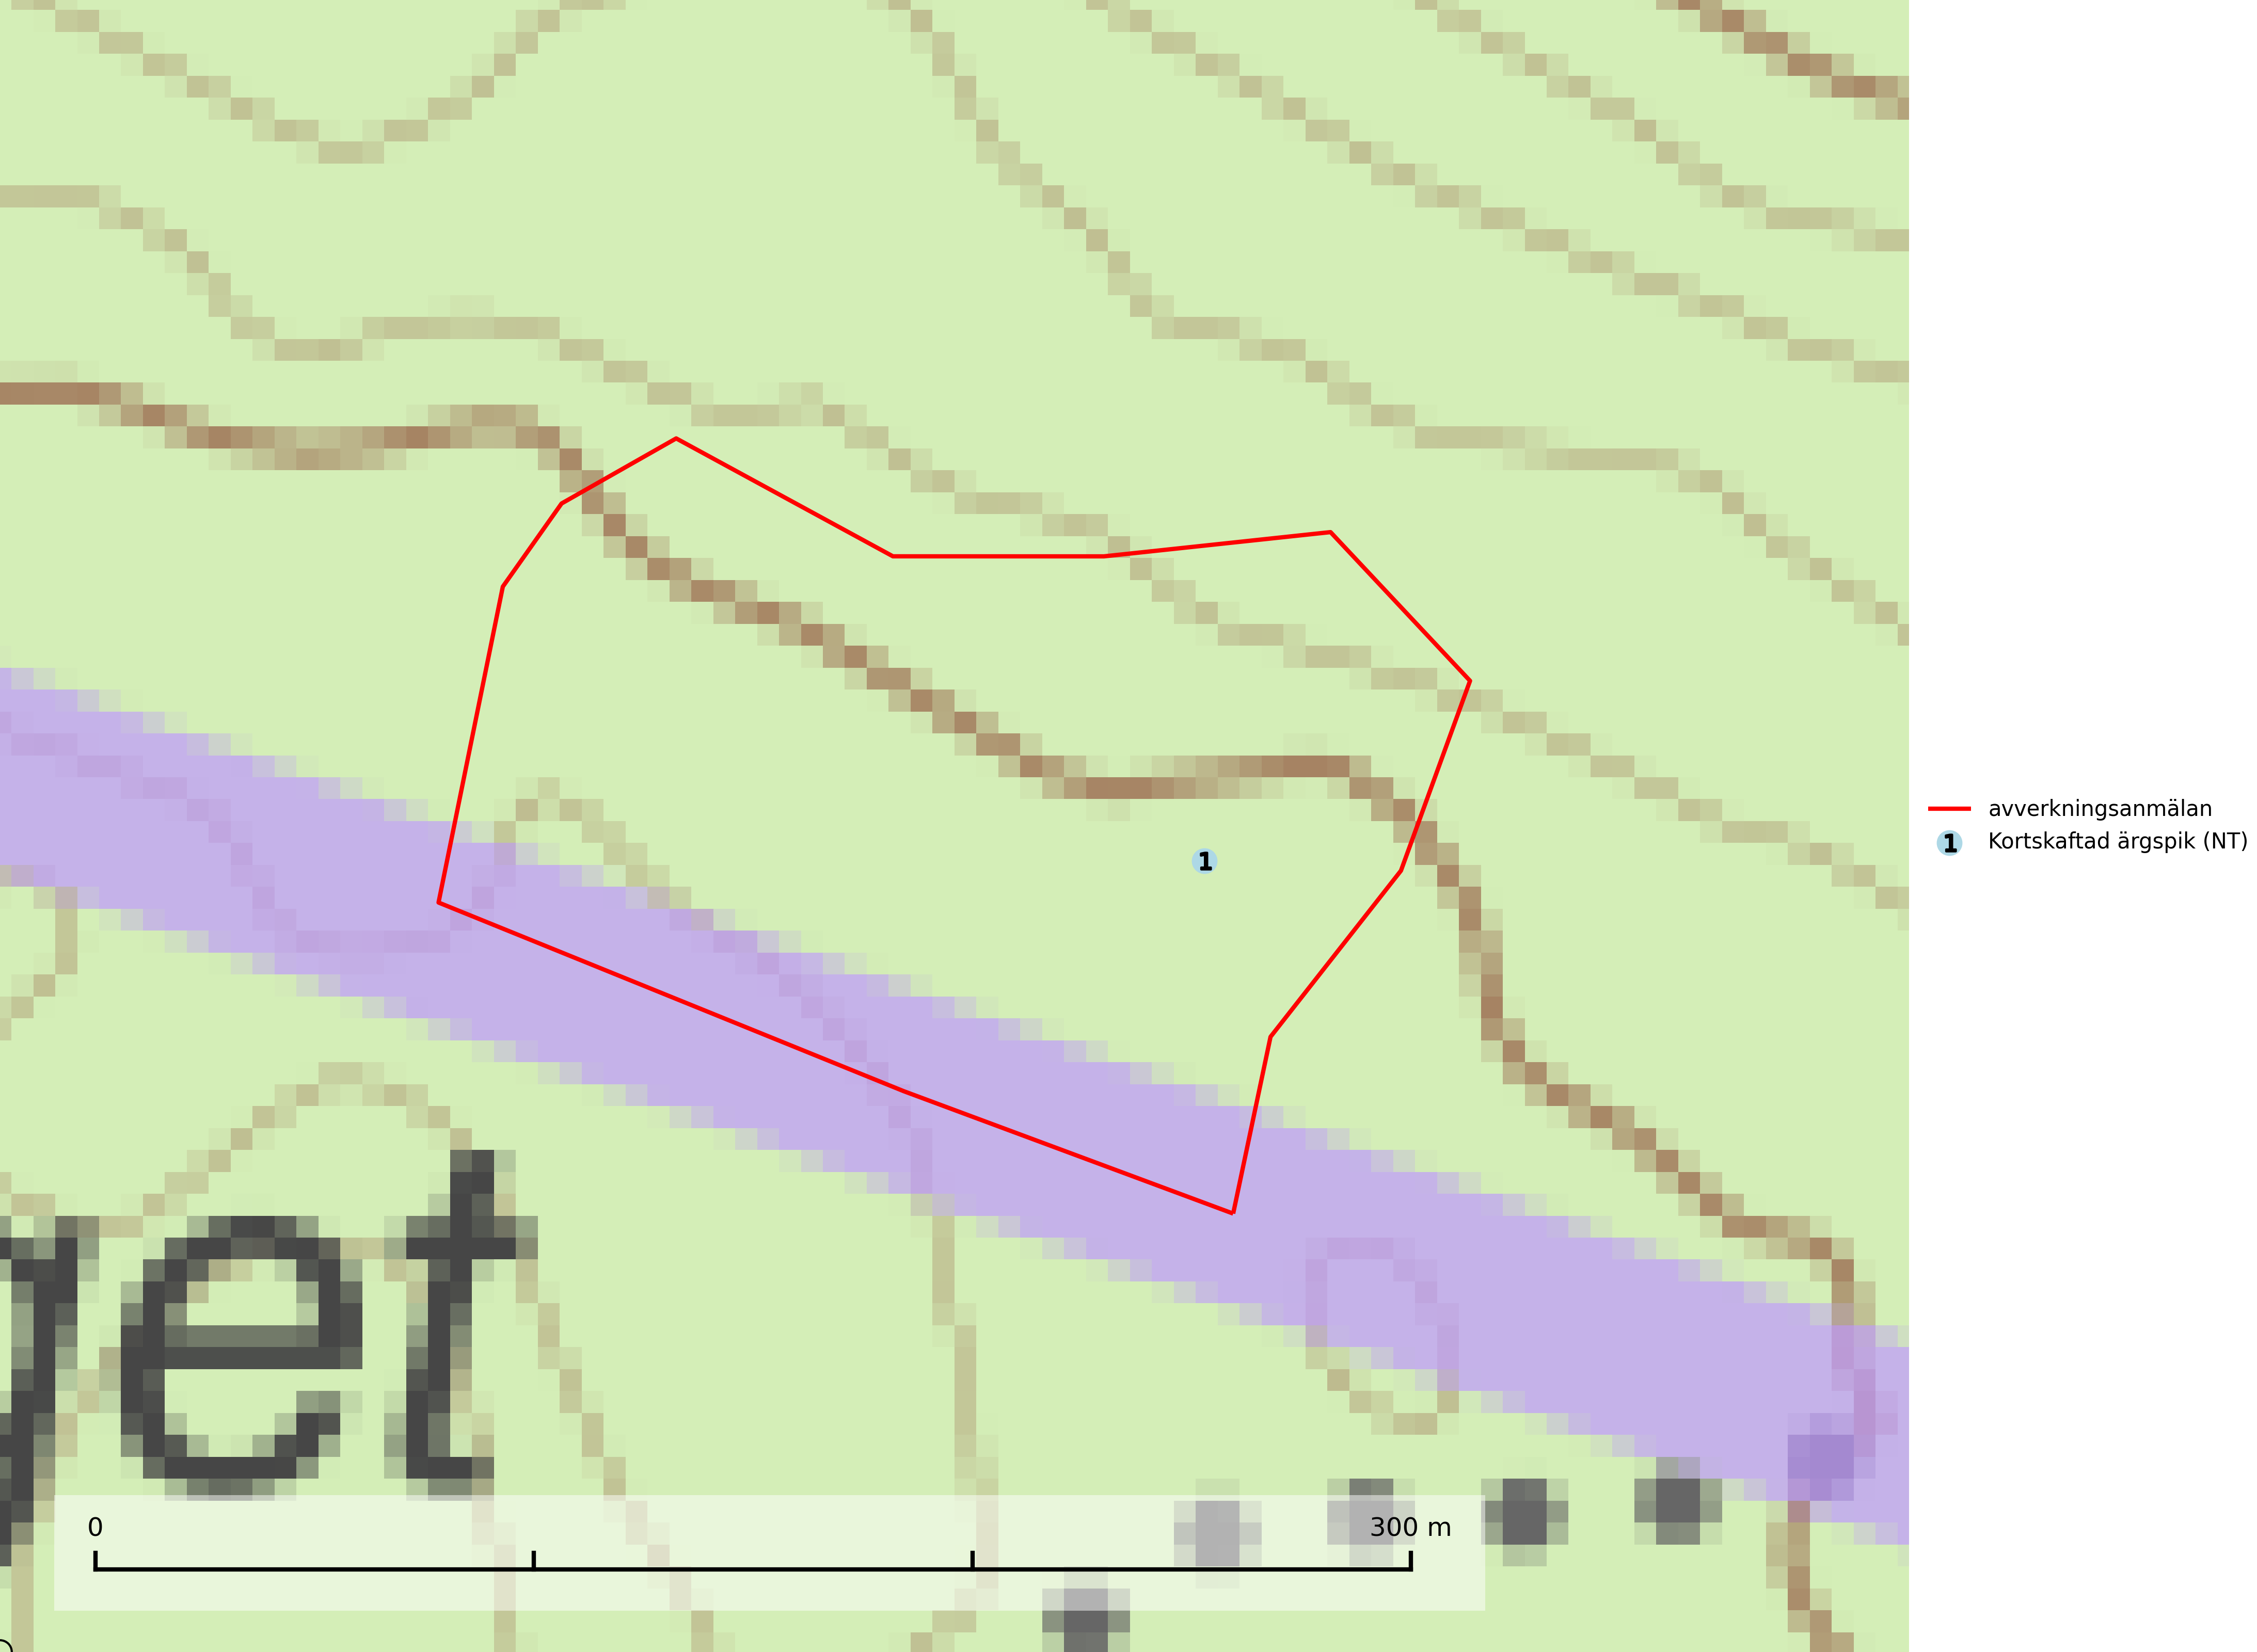 1
avverkningsanmälan
1 Kortskaftad ärgspik (NT)
et
0 300 m